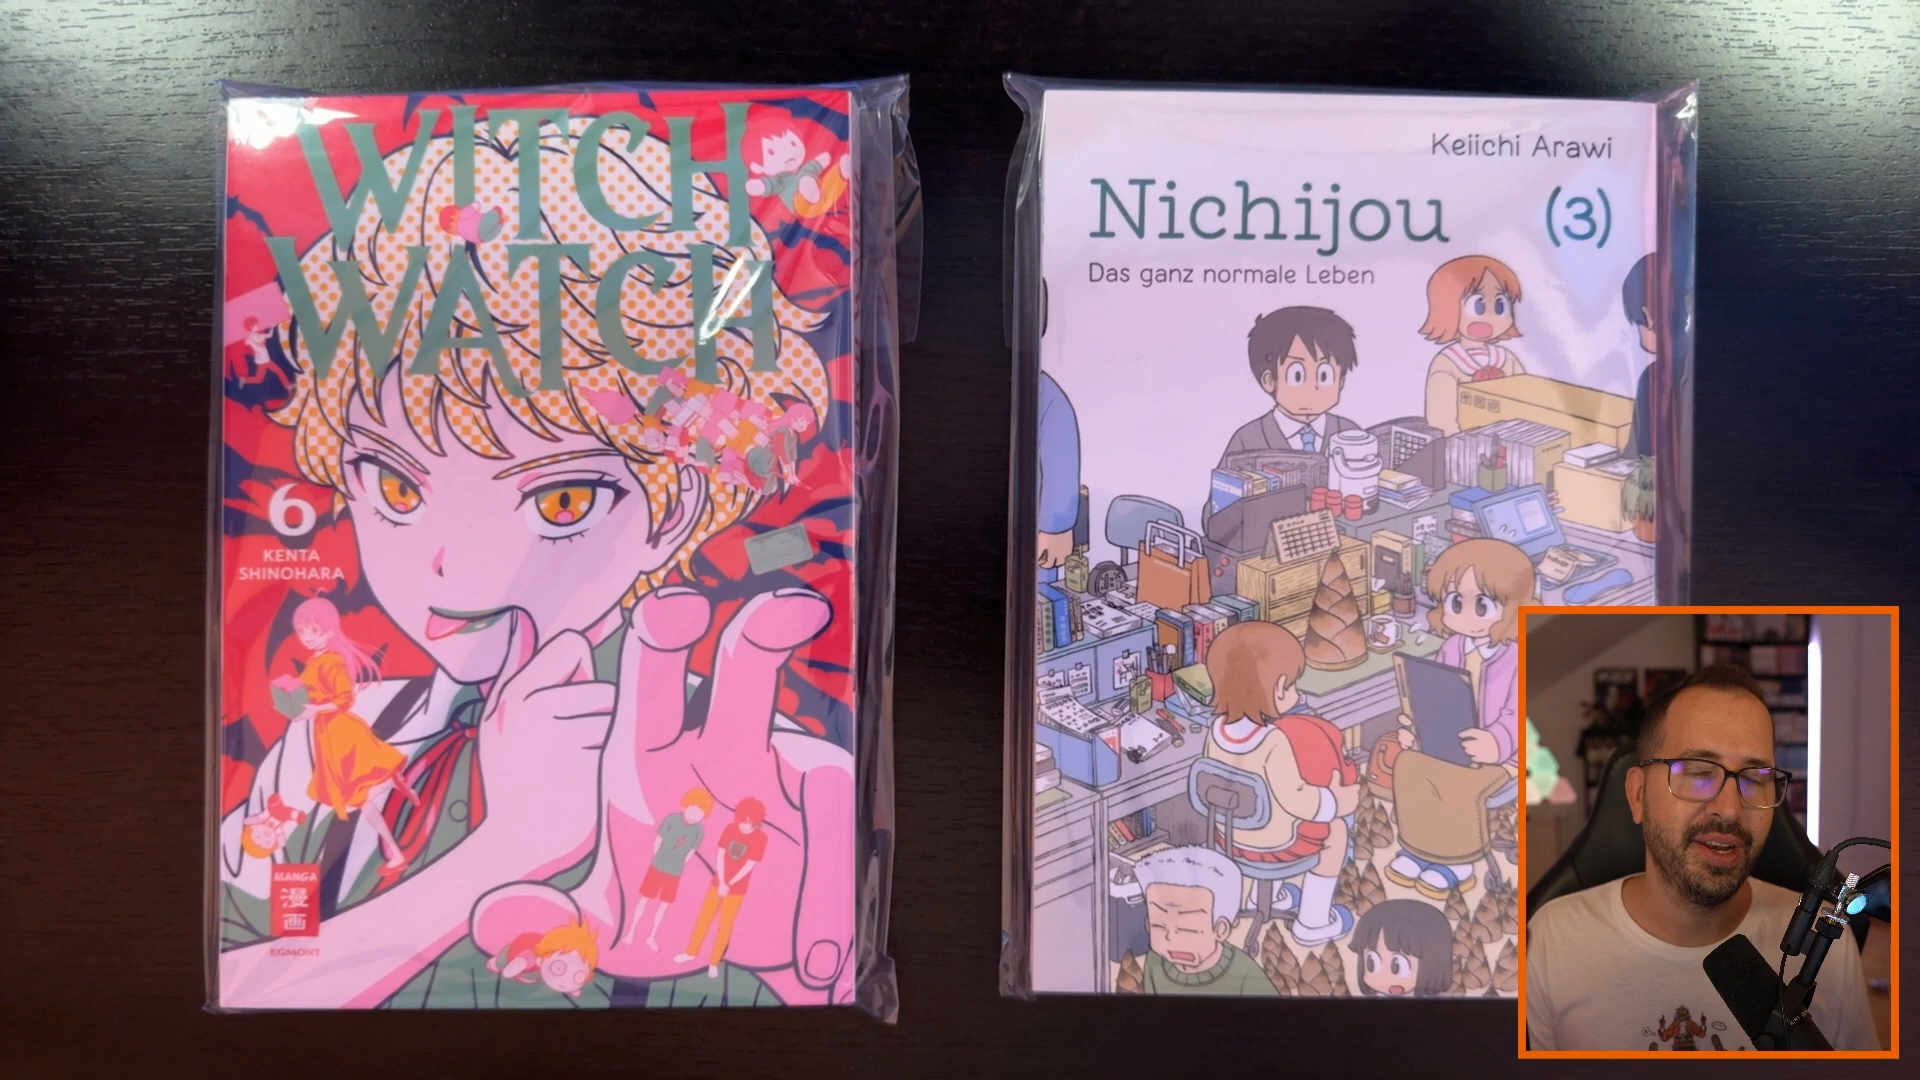 WITCH
WATCH
6
KENTA
SHINOHARA
MANGA
漫
画
EGMONT
Keiichi Arawi
Nichijou (3)
Das ganz normale Leben